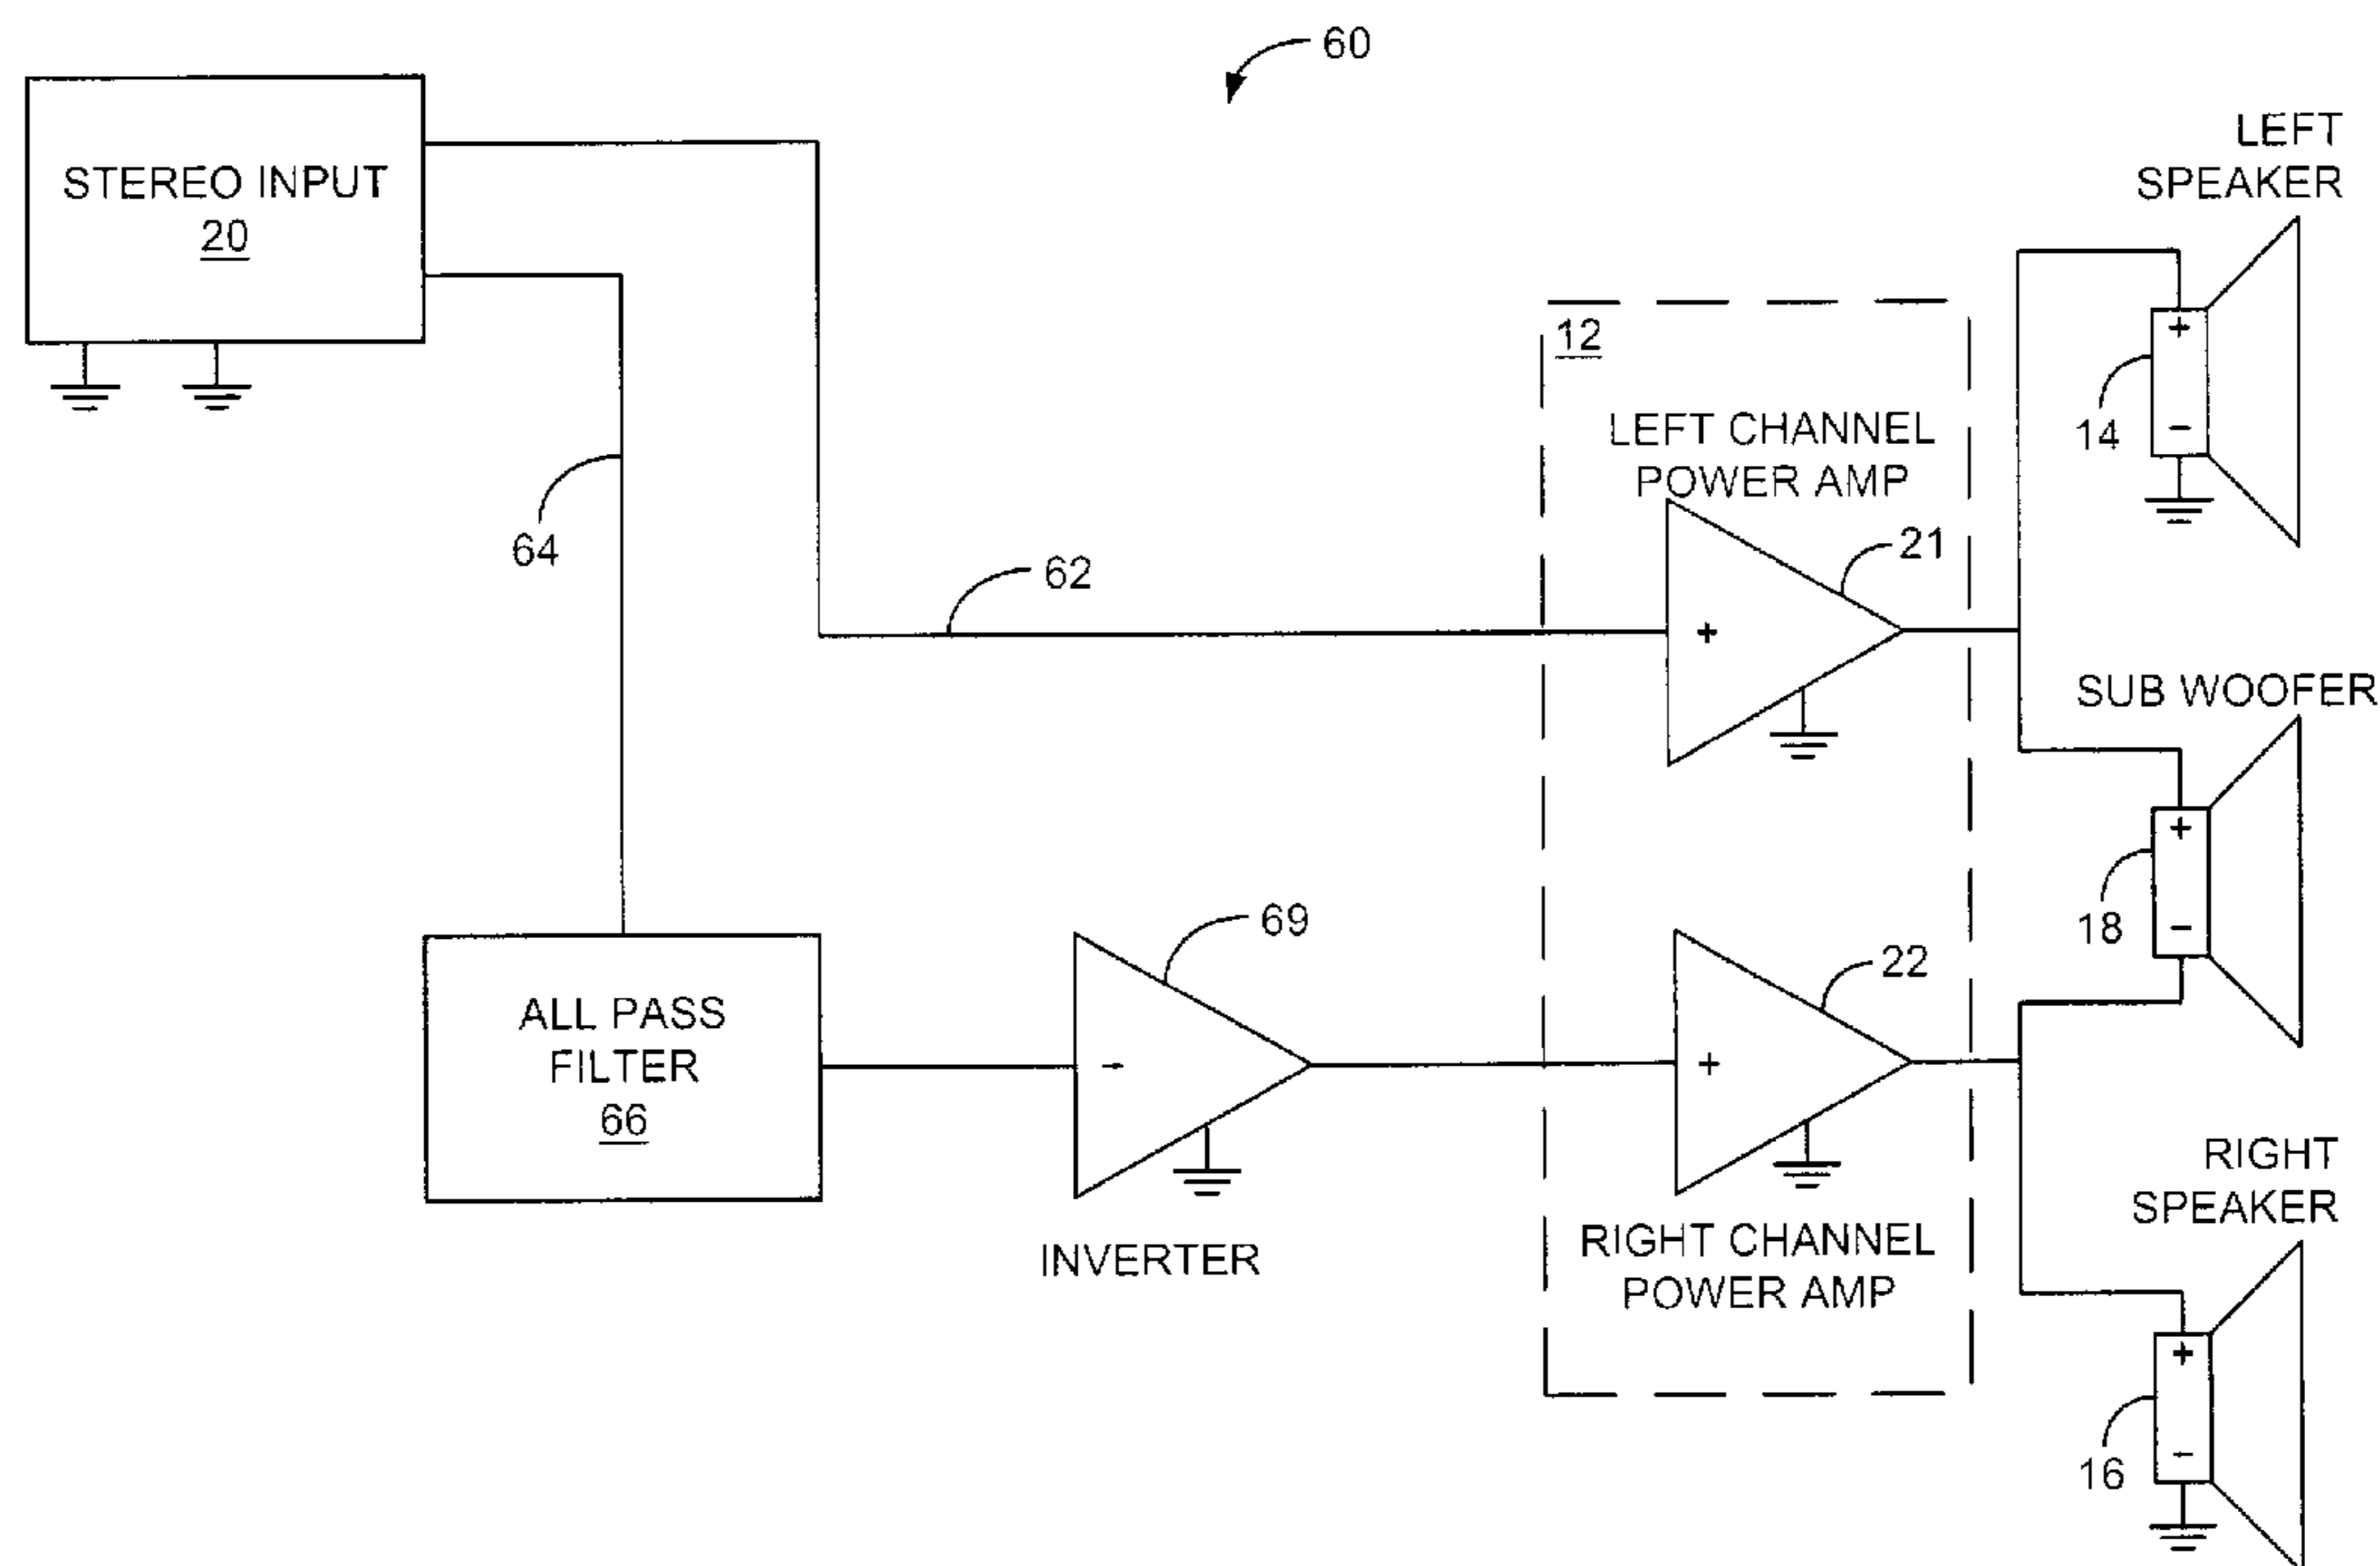 60
STEREO INPUT
20
LEFT
SPEAKER
+
-
14
12
LEFT CHANNEL
POWER AMP
21
+
64
62
SUB WOOFER
+
-
18
ALL PASS
FILTER
66
69
-
INVERTER
22
+
RIGHT CHANNEL
POWER AMP
RIGHT
SPEAKER
+
-
16